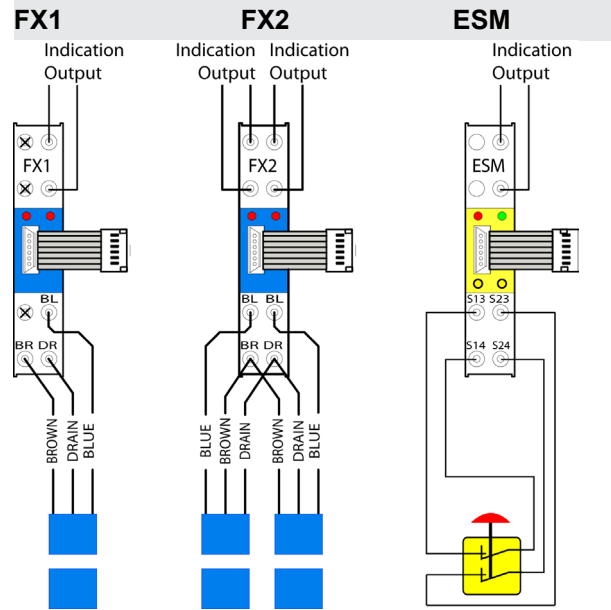 FX1 FX2 ESM
Indication Indication Indication Indication
Output Output Output Output
FX1 FX2 ESM
BL BL BL S13 S23
BR DR BR DR S14 S24
BROWN DRAIN BLUE BLUE BROWN DRAIN BROWN DRAIN BLUE